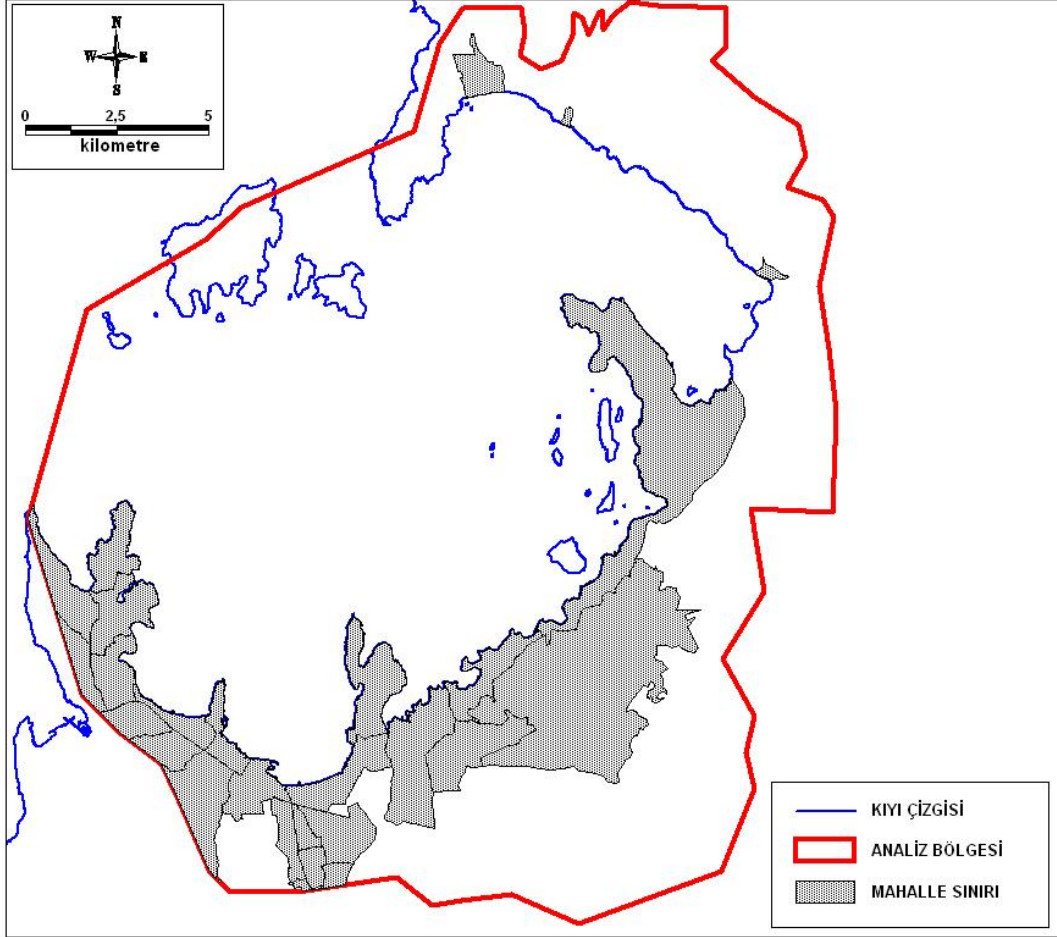 N
W E
S
0 2,5 5
kilometre
KIYI ÇİZGİSİ
ANALİZ BÖLGESİ
MAHALLE SINIRI